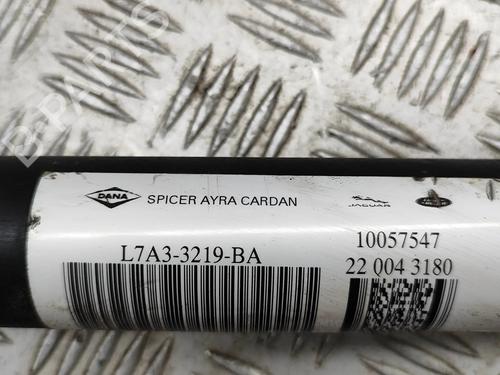 DANA
SPICER AYRA CARDAN
JAGUAR
L7A3-3219-BA
10057547
22 004 3180